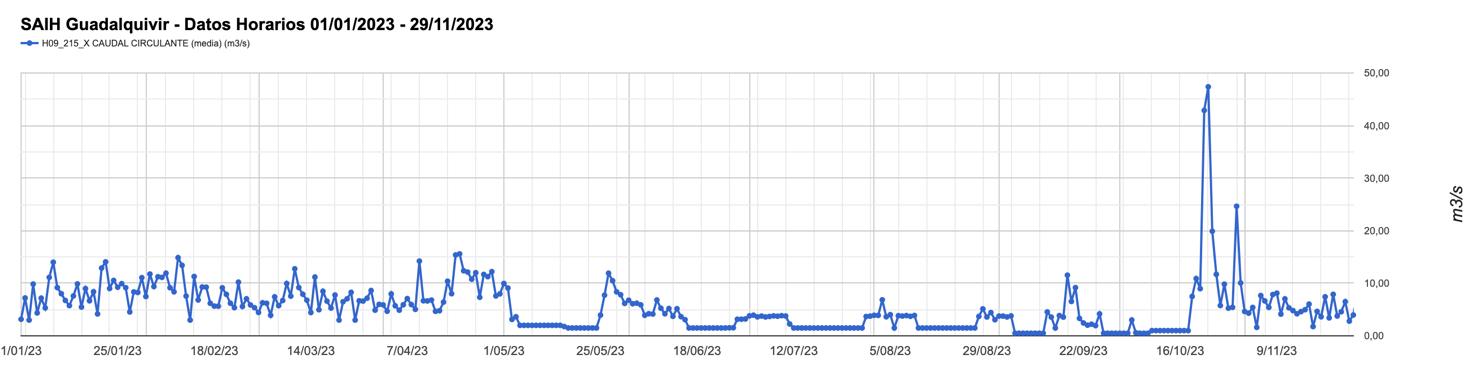 SAIH Guadalquivir - Datos Horarios 01/01/2023 - 29/11/2023
H09_215_X CAUDAL CIRCULANTE (media) (m3/s)
50,00
40,00
30,00
20,00
10,00
0,00
m3/s
1/01/23 25/01/23 18/02/23 14/03/23 7/04/23 1/05/23 25/05/23 18/06/23 12/07/23 5/08/23 29/08/23 22/09/23 16/10/23 9/11/23